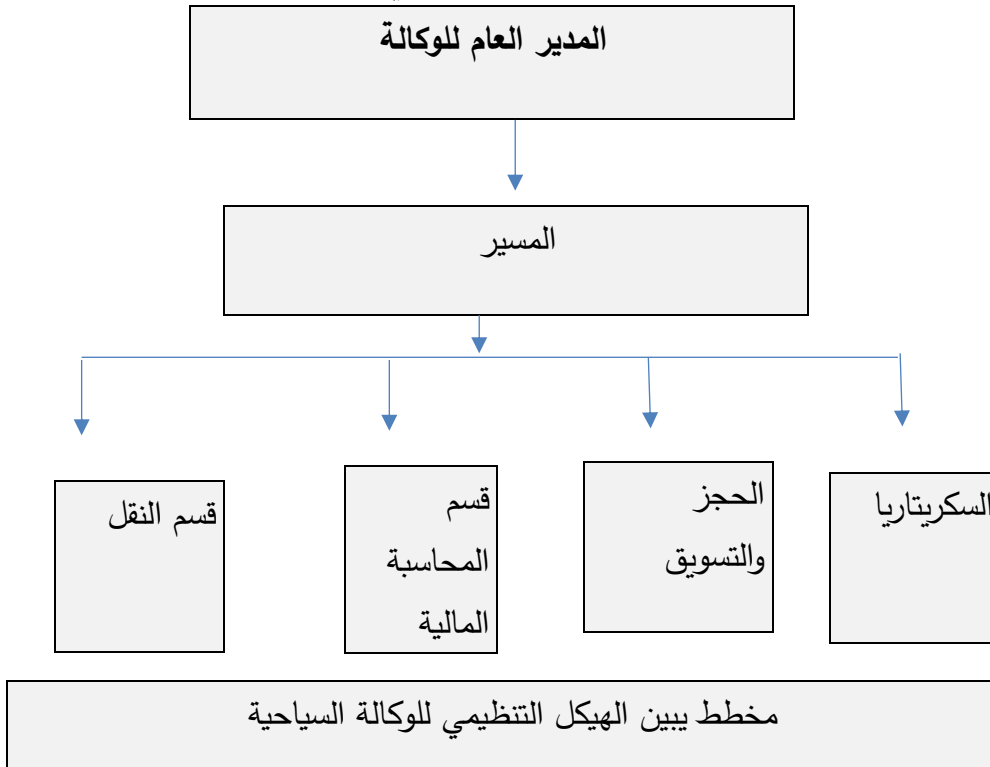 المدير العام للوكالة
المسير
السكريتاريا
الحجز
والتسويق
قسم
المحاسبة
المالية
قسم النقل
مخطط يبين الهيكل التنظيمي للوكالة السياحية